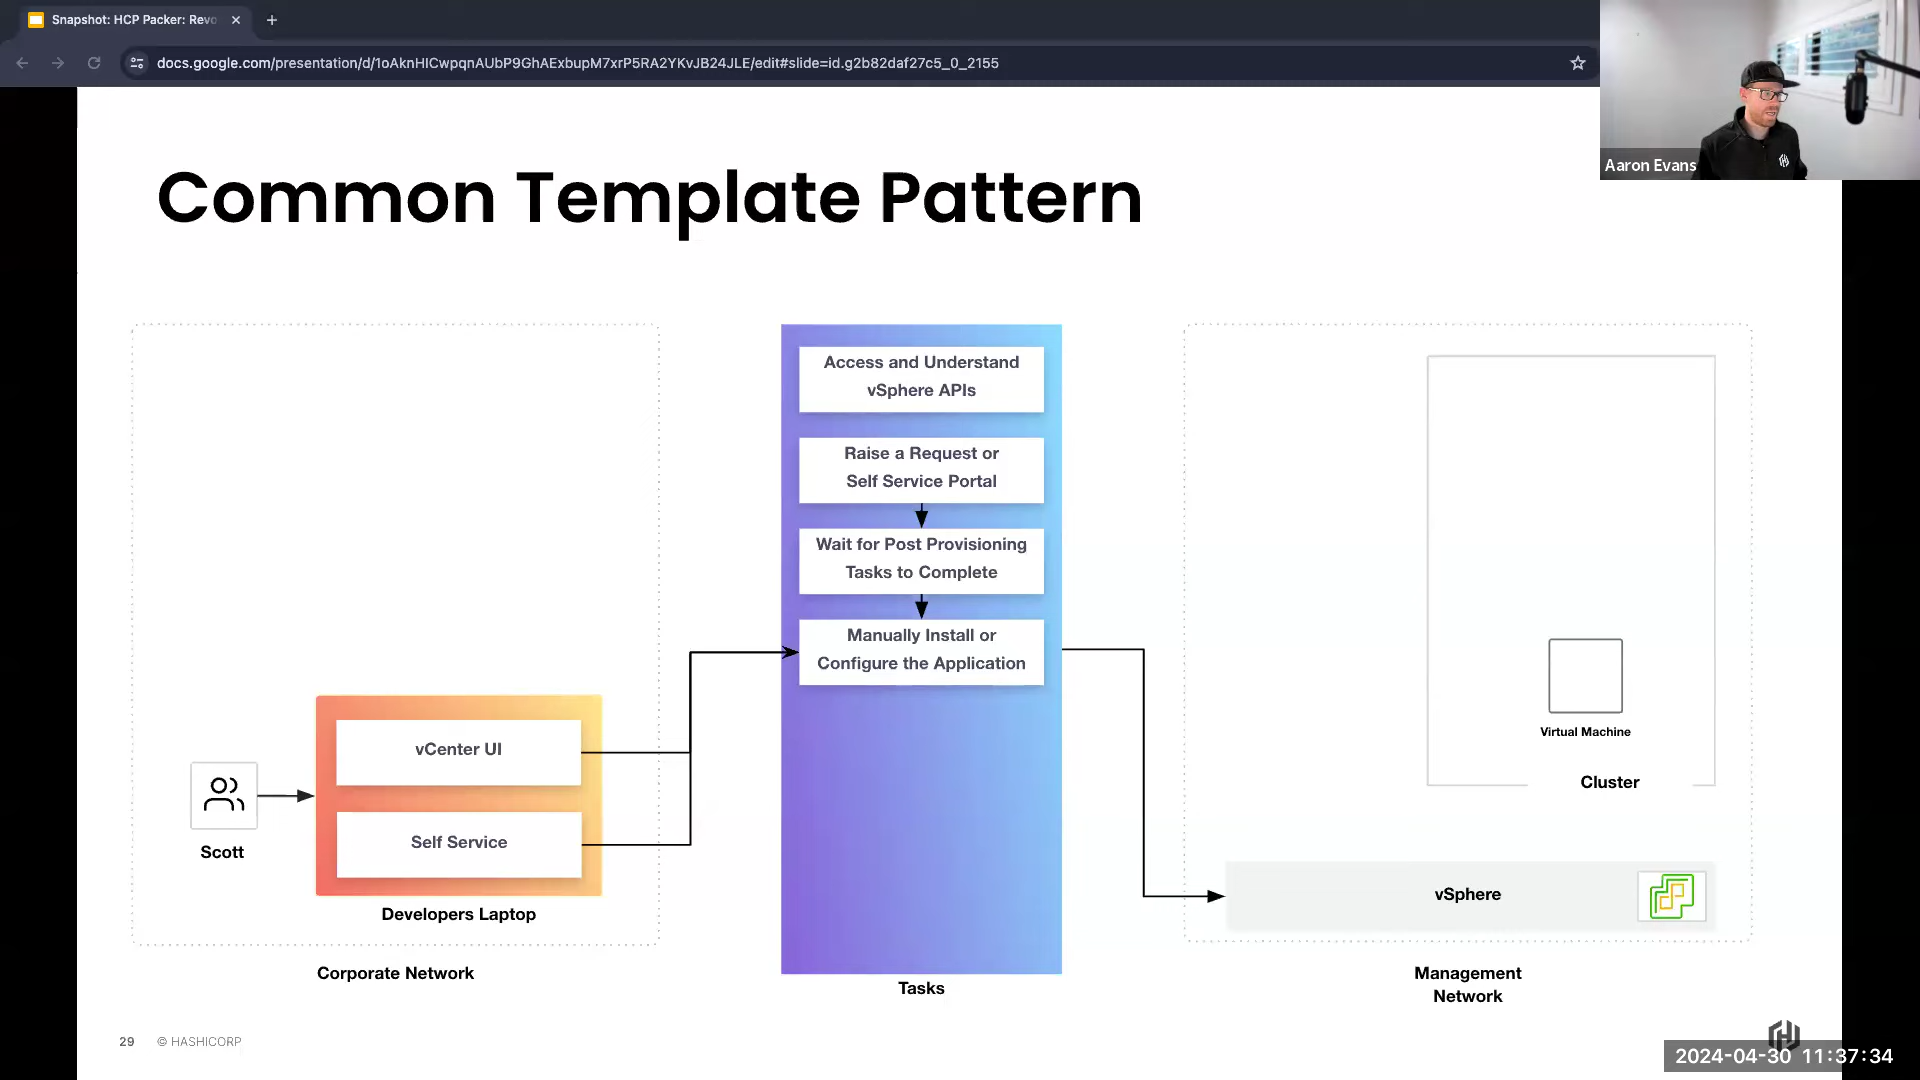 Snapshot: HCP Packer: Revo
docs.google.com/presentation/d/1oAknHlCwpqnAUbP9GhAExbupM7xrP5RA2YKvJB24JLE/edit#slide=id.g2b82daf27c5_0_2155
Aaron Evans
Common Template Pattern
Access and Understand
vSphere APIs
Raise a Request or
Self Service Portal
Wait for Post Provisioning
Tasks to Complete
Manually Install or
Configure the Application
vCenter UI
Self Service
Scott
Developers Laptop
Corporate Network
Tasks
Virtual Machine
Cluster
vSphere
Management
Network
29 © HASHICORP
2024-04-30 11:37:34